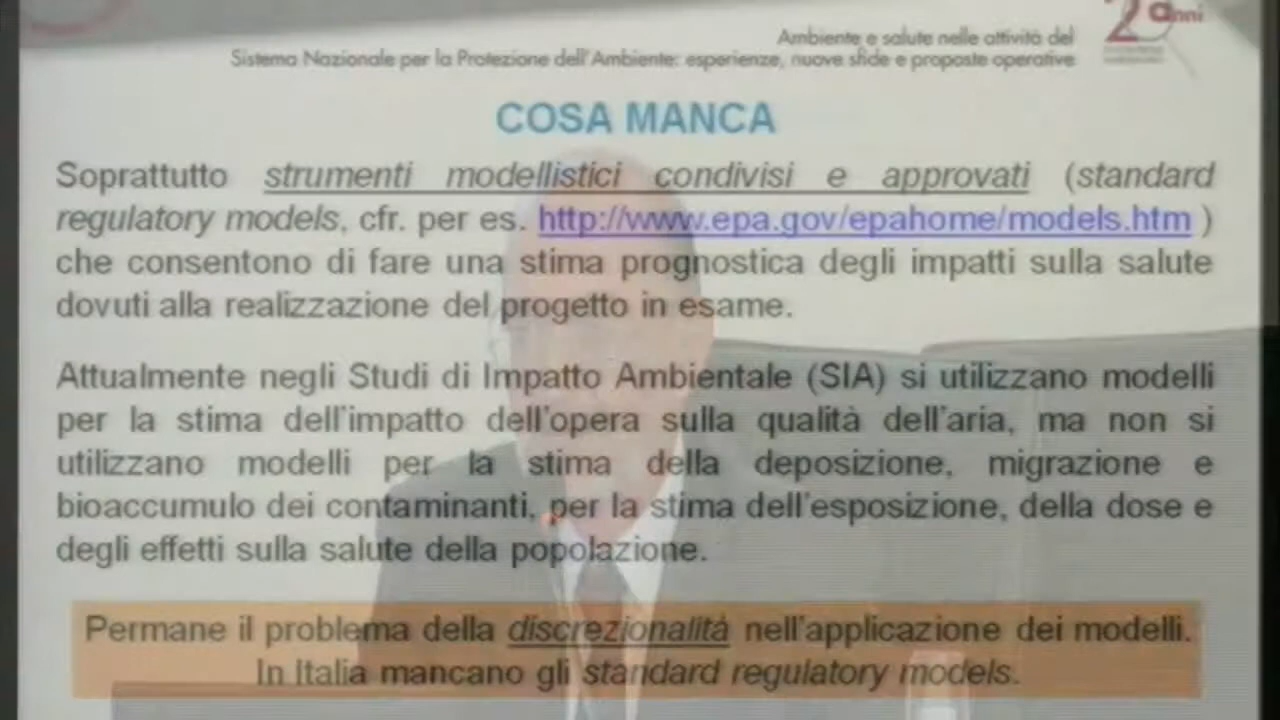 20 anni
Ambiente e salute nelle attività del
Sistema Nazionale per la Protezione dell'Ambiente: esperienze, nuove sfide e proposte operative
COSA MANCA
Soprattutto strumenti modellistici condivisi e approvati (standard
regulatory models, cfr. per es. http://www.epa.gov/epahome/models.htm )
che consentono di fare una stima prognostica degli impatti sulla salute
dovuti alla realizzazione del progetto in esame.
Attualmente negli Studi di Impatto Ambientale (SIA) si utilizzano modelli
per la stima dell'impatto dell'opera sulla qualità dell'aria, ma non si
utilizzano modelli per la stima della deposizione, migrazione e
bioaccumulo dei contaminanti, per la stima dell'esposizione, della dose e
degli effetti sulla salute della popolazione.
Permane il problema della discrezionalità nell'applicazione dei modelli.
In Italia mancano gli standard regulatory models.